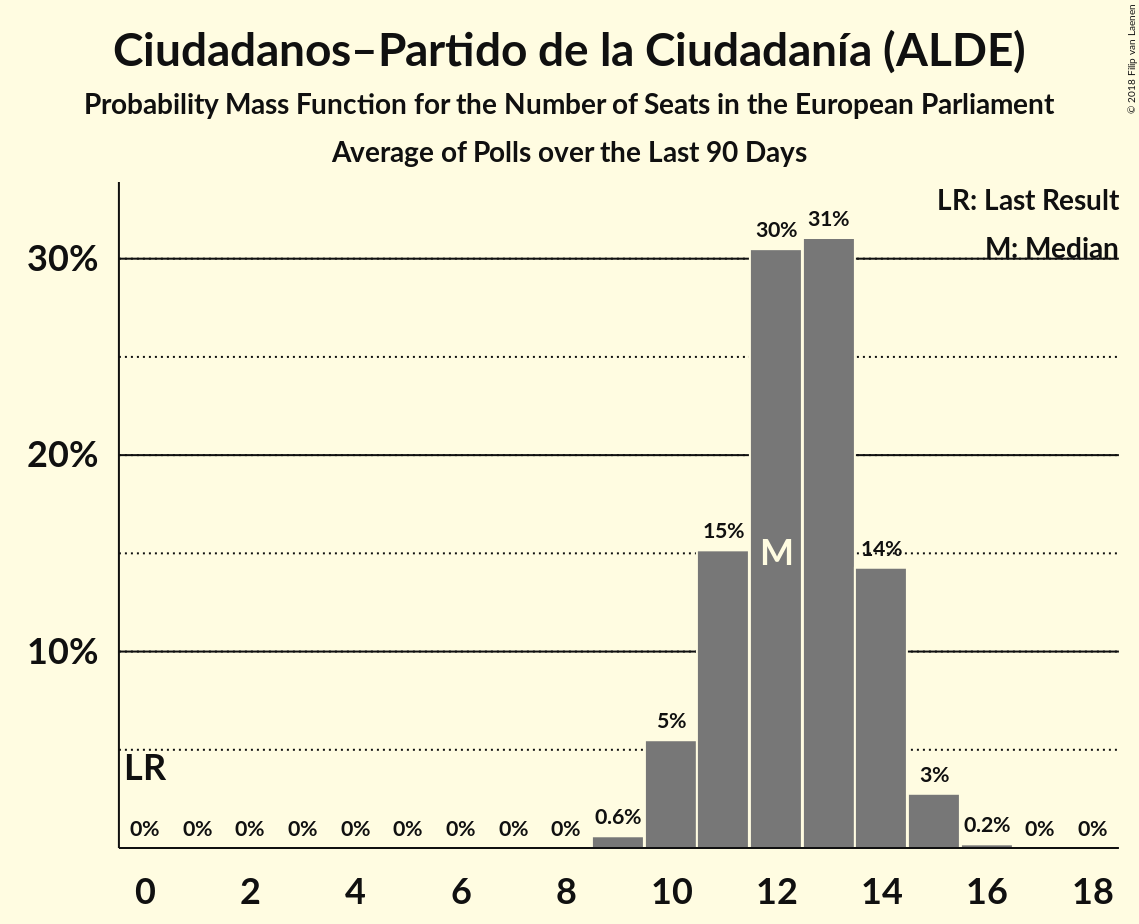 Ciudadanos–Partido de la Ciudadanía (ALDE)
Probability Mass Function for the Number of Seats in the European Parliament
Average of Polls over the Last 90 Days
© 2018 Filip van Laenen
LR: Last Result
M: Median
30%
20%
10%
LR
M
0% 0% 0% 0% 0% 0% 0% 0% 0% 0.6% 5% 15% 30% 31% 14% 3% 0.2% 0% 0%
0 2 4 6 8 10 12 14 16 18